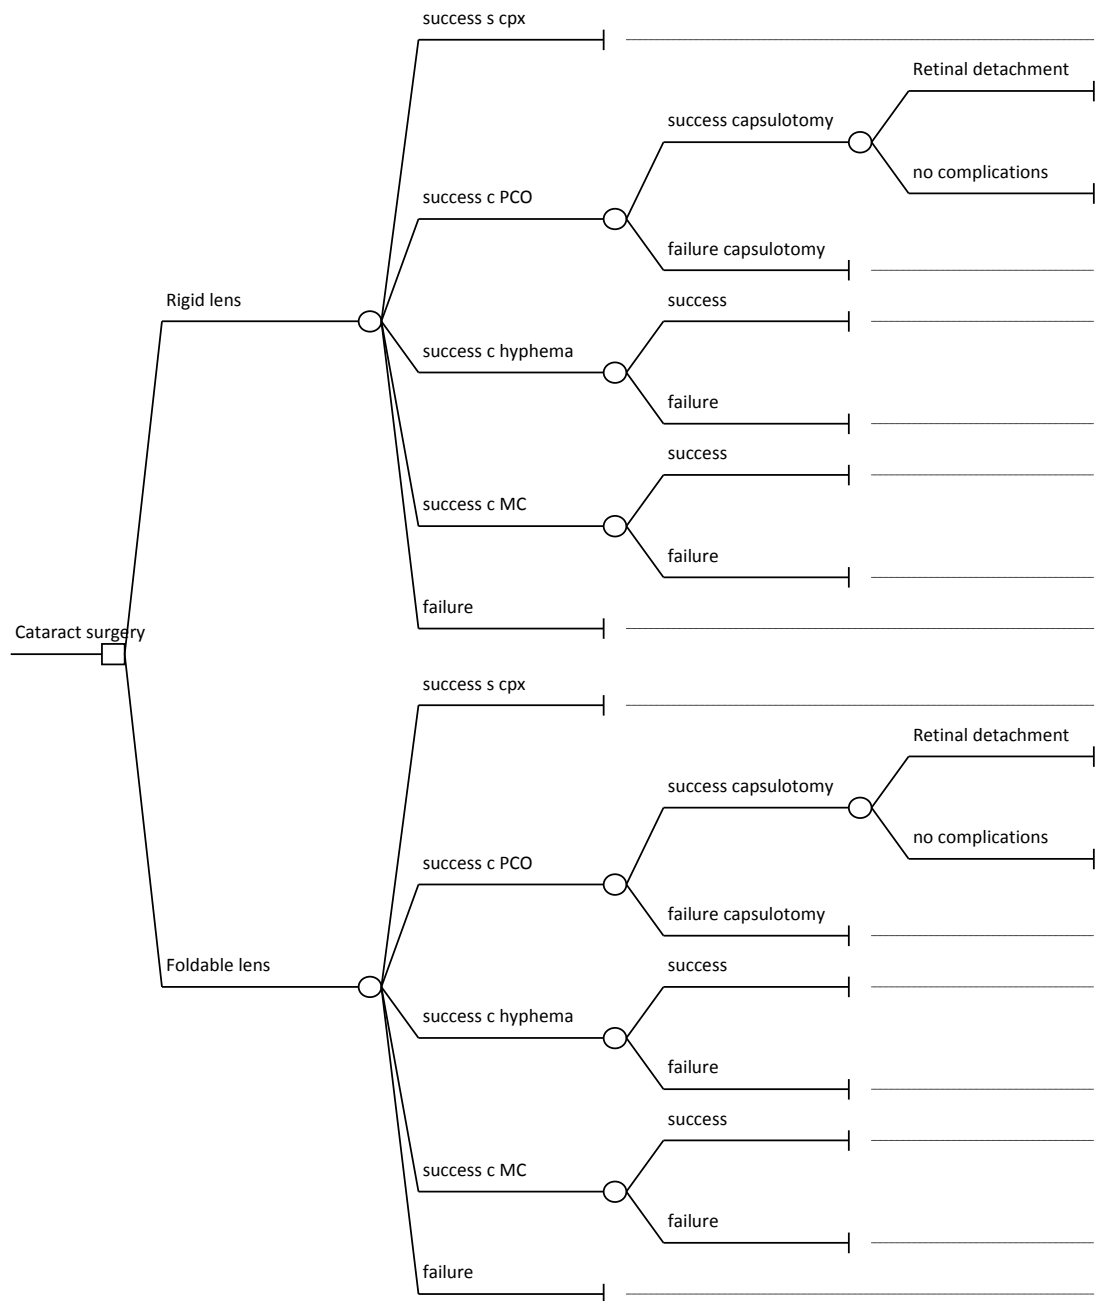 success s cpx
Retinal detachment
success capsulotomy
no complications
success c PCO
failure capsulotomy
Rigid lens
success
success c hyphema
failure
success
success c MC
failure
failure
Cataract surgery
success s cpx
Retinal detachment
success capsulotomy
no complications
success c PCO
failure capsulotomy
Foldable lens
success
success c hyphema
failure
success
success c MC
failure
failure